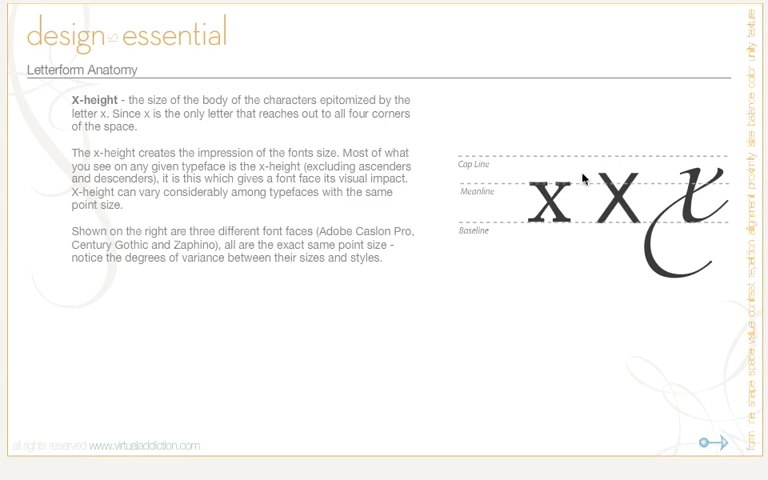 design is essential
Letterform Anatomy
X-height - the size of the body of the characters epitomized by the
letter x. Since x is the only letter that reaches out to all four corners
of the space.
The x-height creates the impression of the fonts size. Most of what
you see on any given typeface is the x-height (excluding ascenders
and descenders), it is this which gives a font face its visual impact.
X-height can vary considerably among typefaces with the same
point size.
Shown on the right are three different font faces (Adobe Caslon Pro,
Century Gothic and Zaphino), all are the exact same point size -
notice the degrees of variance between their sizes and styles.
Cap Line
Meanline
Baseline
x x x
form line shape space value contrast repetition alignment proximity size balance color unity texture
all rights reserved www.virtualaddiction.com